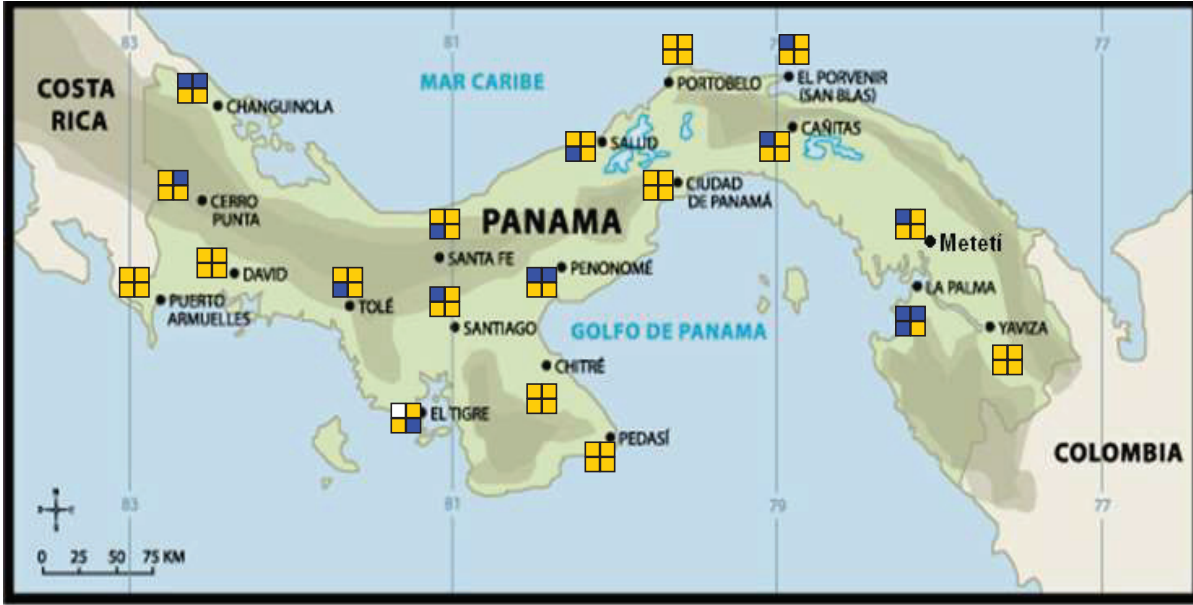 83
81
79
77
COSTA
RICA
MAR CARIBE
PORTOBELO
EL PORVENIR
(SAN BLAS)
CHANGUINOLA
CAÑITAS
SALUD
CERRO
PUNTA
CIUDAD
DE PANAMÁ
PANAMA
Metetí
SANTA FE
PENONOMÉ
DAVID
LA PALMA
PUERTO
ARMUELLES
TOLÉ
SANTIAGO
GOLFO DE PANAMA
YAVIZA
CHITRÉ
EL TIGRE
PEDASÍ
COLOMBIA
83
81
79
77
0 25 50 75 KM